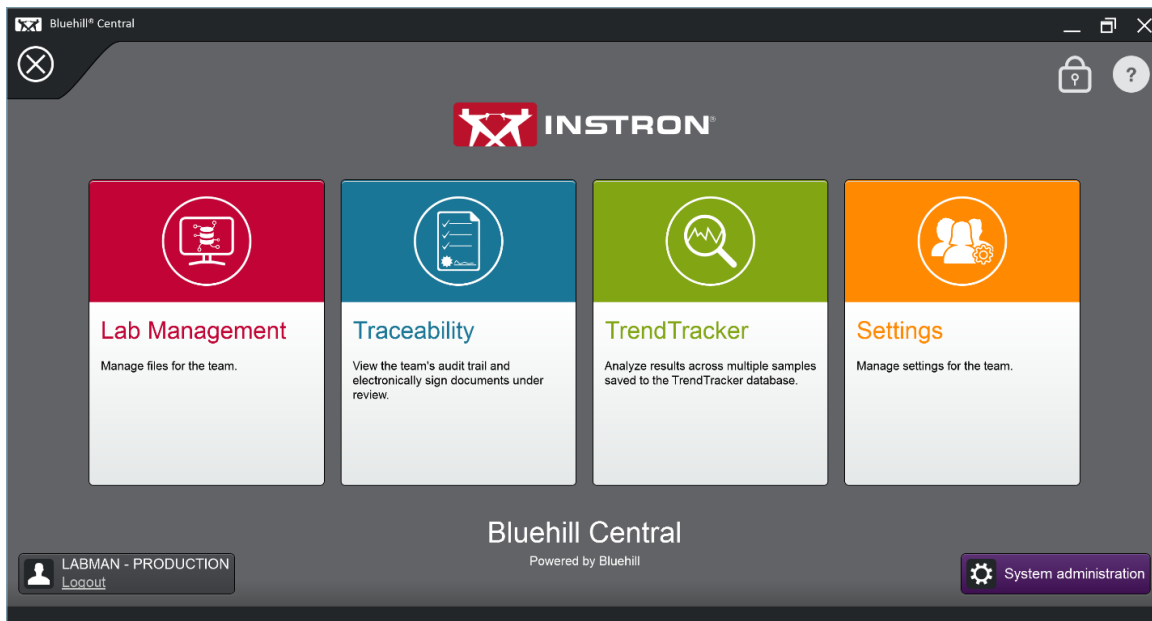 Bluehill® Central
?
INSTRON®
Lab Management
Manage files for the team.
Traceability
View the team's audit trail and
electronically sign documents under
review.
TrendTracker
Analyze results across multiple samples
saved to the TrendTracker database.
Settings
Manage settings for the team.
Bluehill Central
Powered by Bluehill
LABMAN - PRODUCTION
Logout
System administration